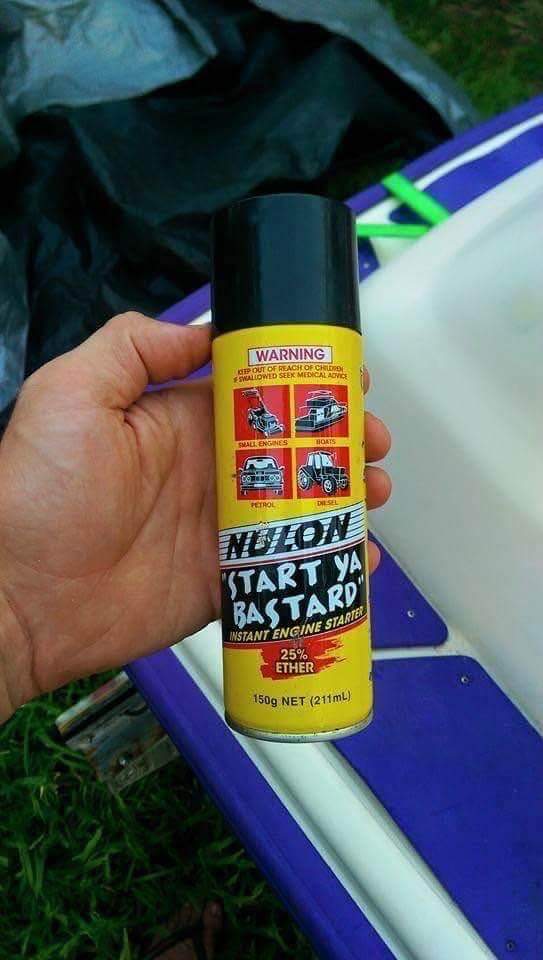 WARNING
KEEP OUT OF REACH OF CHILDREN
IF SWALLOWED SEEK MEDICAL ADVICE
SMALL ENGINES BOATS
PETROL DIESEL
NULON
"START YA
BASTARD"
INSTANT ENGINE STARTER
25%
ETHER
150g NET (211mL)